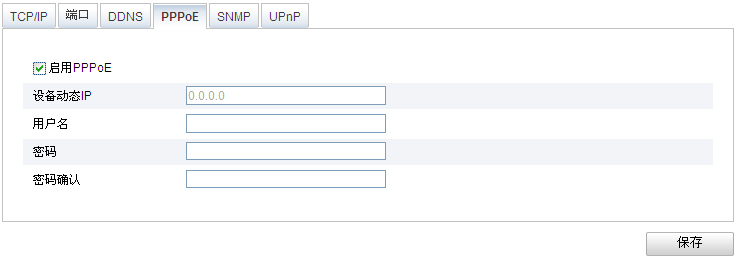 TCP/IP 端口 DDNS PPPoE SNMP UPnP
启用PPPoE
设备动态IP 0.0.0.0
用户名
密码
密码确认
保存